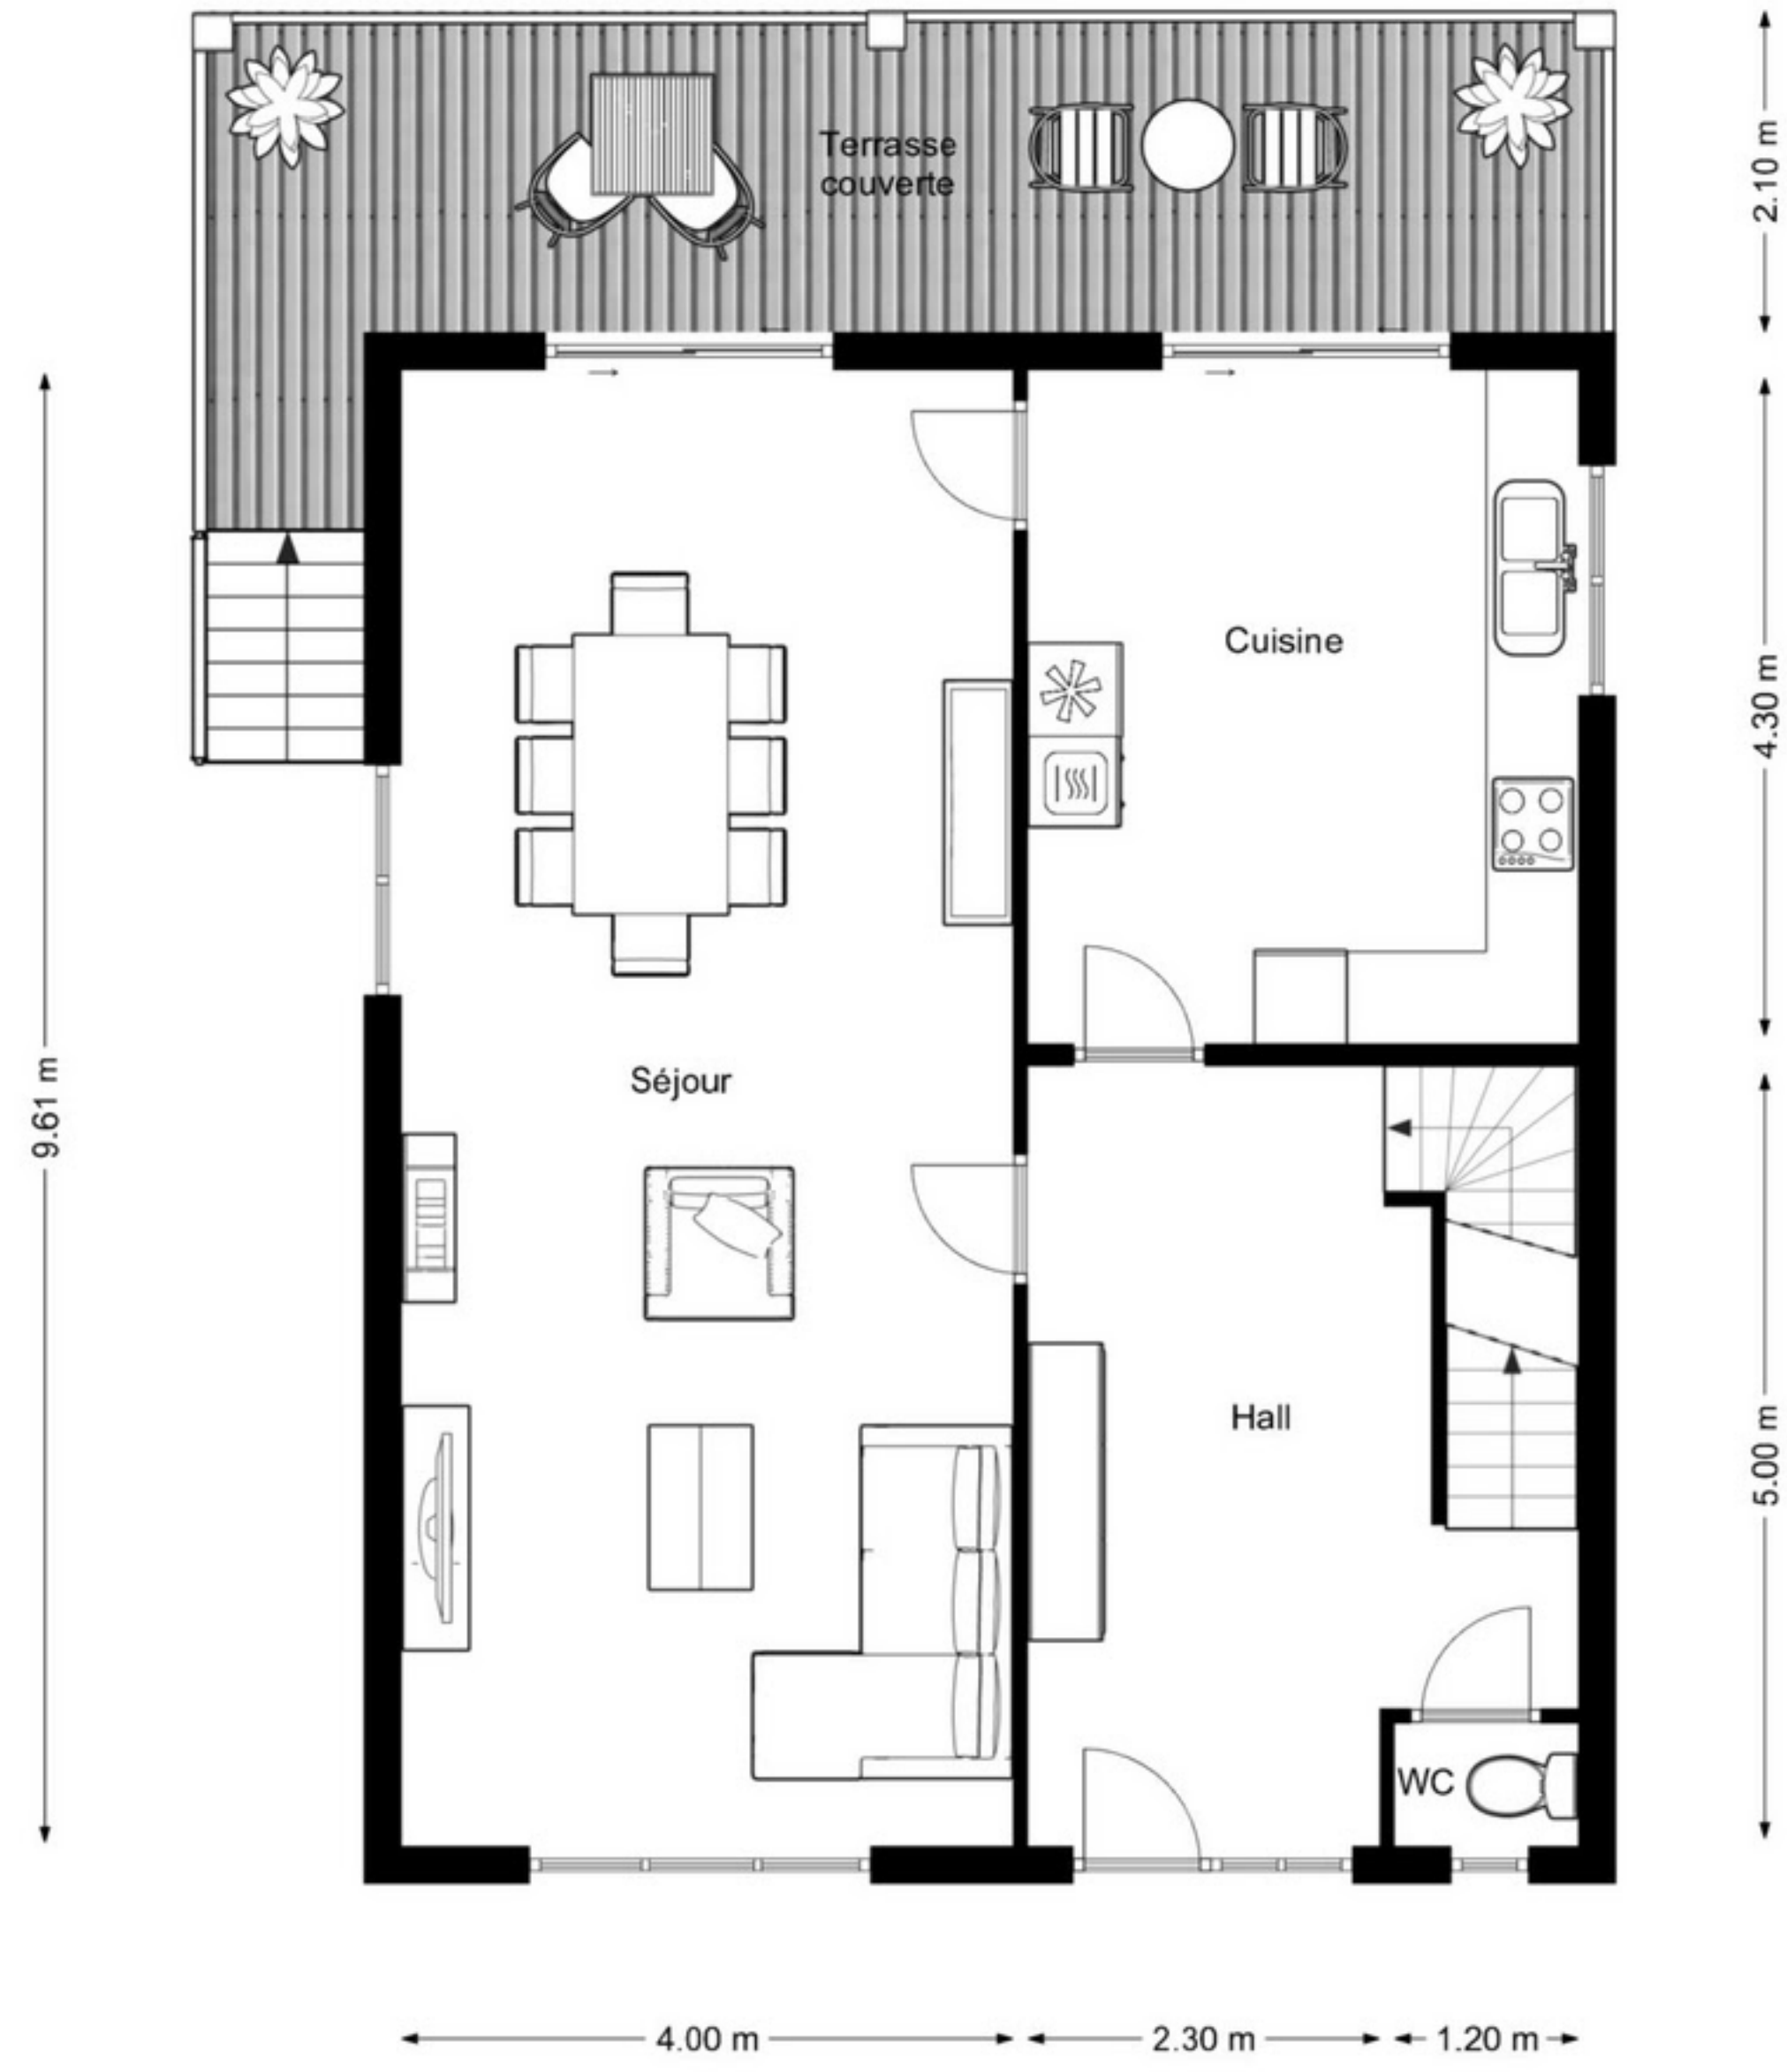 Terrasse
couverte
2.10 m
Cuisine
4.30 m
Séjour
9.61 m
Hall
5.00 m
WC
4.00 m
2.30 m
1.20 m